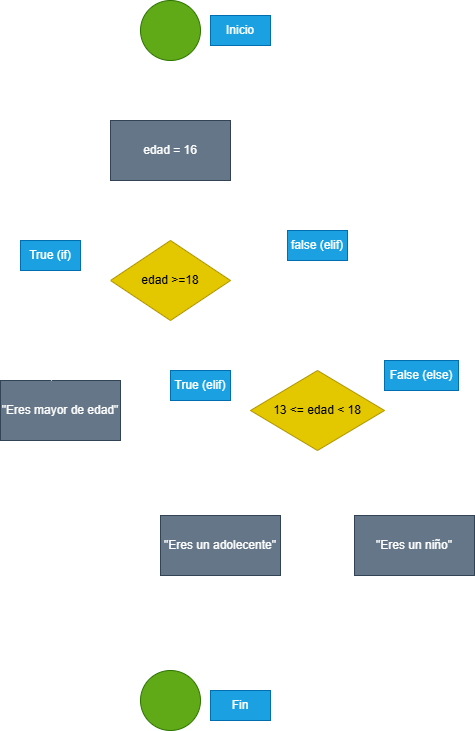 Inicio
edad = 16
True (if)
false (elif)
edad >=18
True (elif)
False (else)
"Eres mayor de edad"
13 <= edad < 18
"Eres un adolecente"
"Eres un niño"
Fin